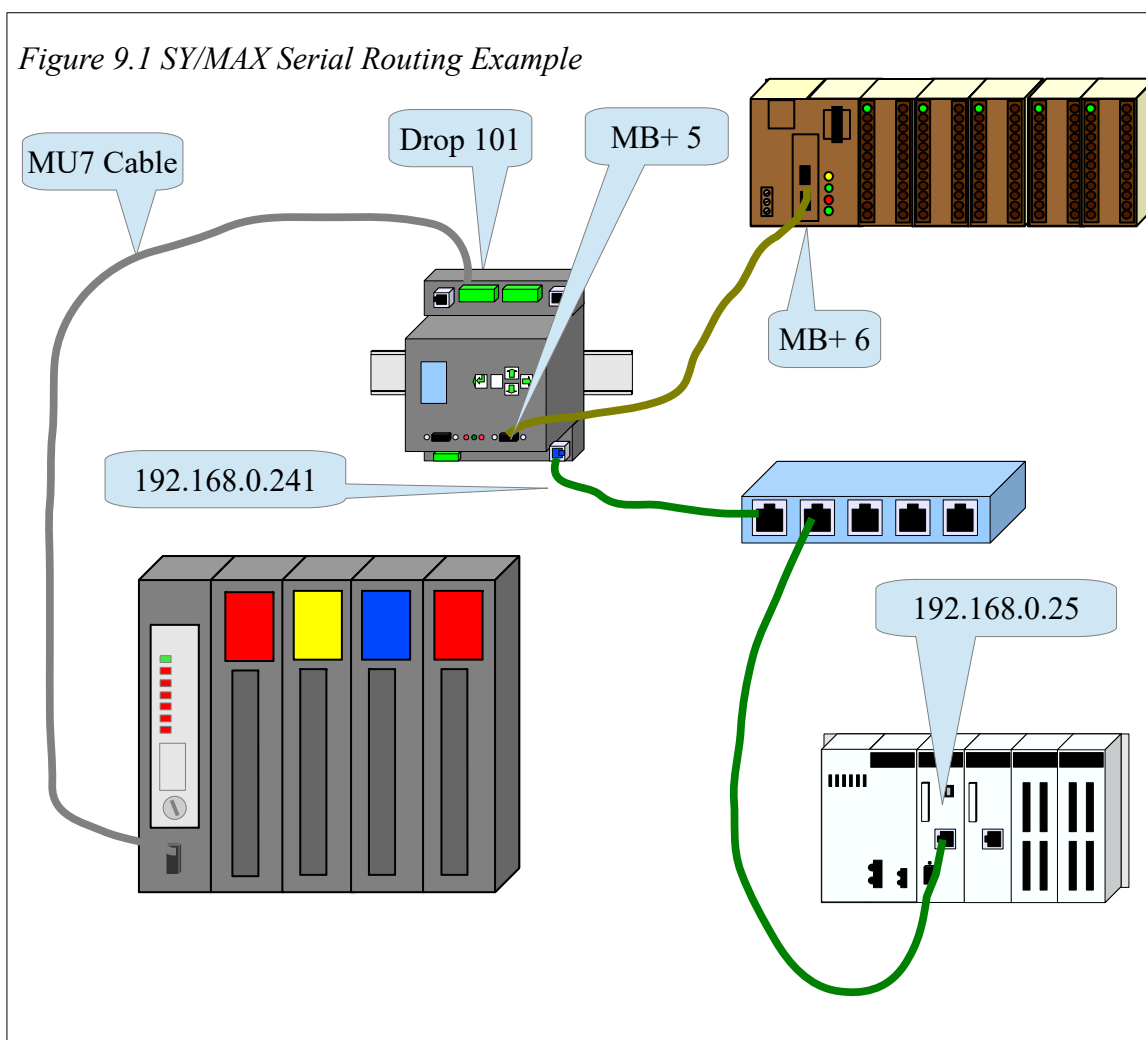 Figure 9.1 SY/MAX Serial Routing Example
MU7 Cable
Drop 101
MB+ 5
MB+ 6
192.168.0.241
192.168.0.25